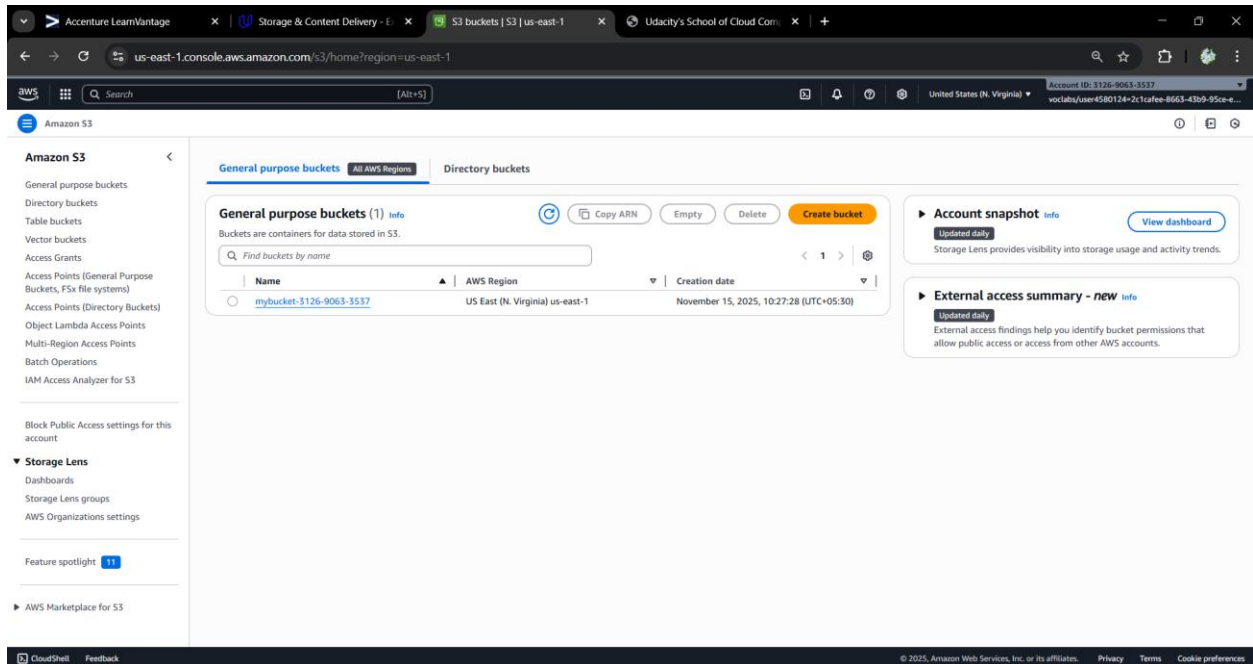 Accenture LearnVantage
Storage & Content Delivery - E
S3 buckets | S3 | us-east-1
Udacity's School of Cloud Com
us-east-1.console.aws.amazon.com/s3/home?region=us-east-1
aws
Search
[Alt+S]
United States (N. Virginia)
Account ID: 3126-9063-3537
voclabs/user4580124=2c1cafee-8663-43b9-95ce-e...
Amazon S3
Amazon S3
General purpose buckets
Directory buckets
Table buckets
Vector buckets
Access Grants
Access Points (General Purpose
Buckets, FSx file systems)
Access Points (Directory Buckets)
Object Lambda Access Points
Multi-Region Access Points
Batch Operations
IAM Access Analyzer for S3
Block Public Access settings for this
account
Storage Lens
Dashboards
Storage Lens groups
AWS Organizations settings
Feature spotlight 11
AWS Marketplace for S3
General purpose buckets All AWS Regions Directory buckets
General purpose buckets (1) Info
Copy ARN Empty Delete Create bucket
Buckets are containers for data stored in S3.
Find buckets by name
1
Name AWS Region Creation date
mybucket-3126-9063-3537 US East (N. Virginia) us-east-1 November 15, 2025, 10:27:28 (UTC+05:30)
Account snapshot Info
View dashboard
Updated daily
Storage Lens provides visibility into storage usage and activity trends.
External access summary - new Info
Updated daily
External access findings help you identify bucket permissions that
allow public access or access from other AWS accounts.
CloudShell Feedback
© 2025, Amazon Web Services, Inc. or its affiliates. Privacy Terms Cookie preferences